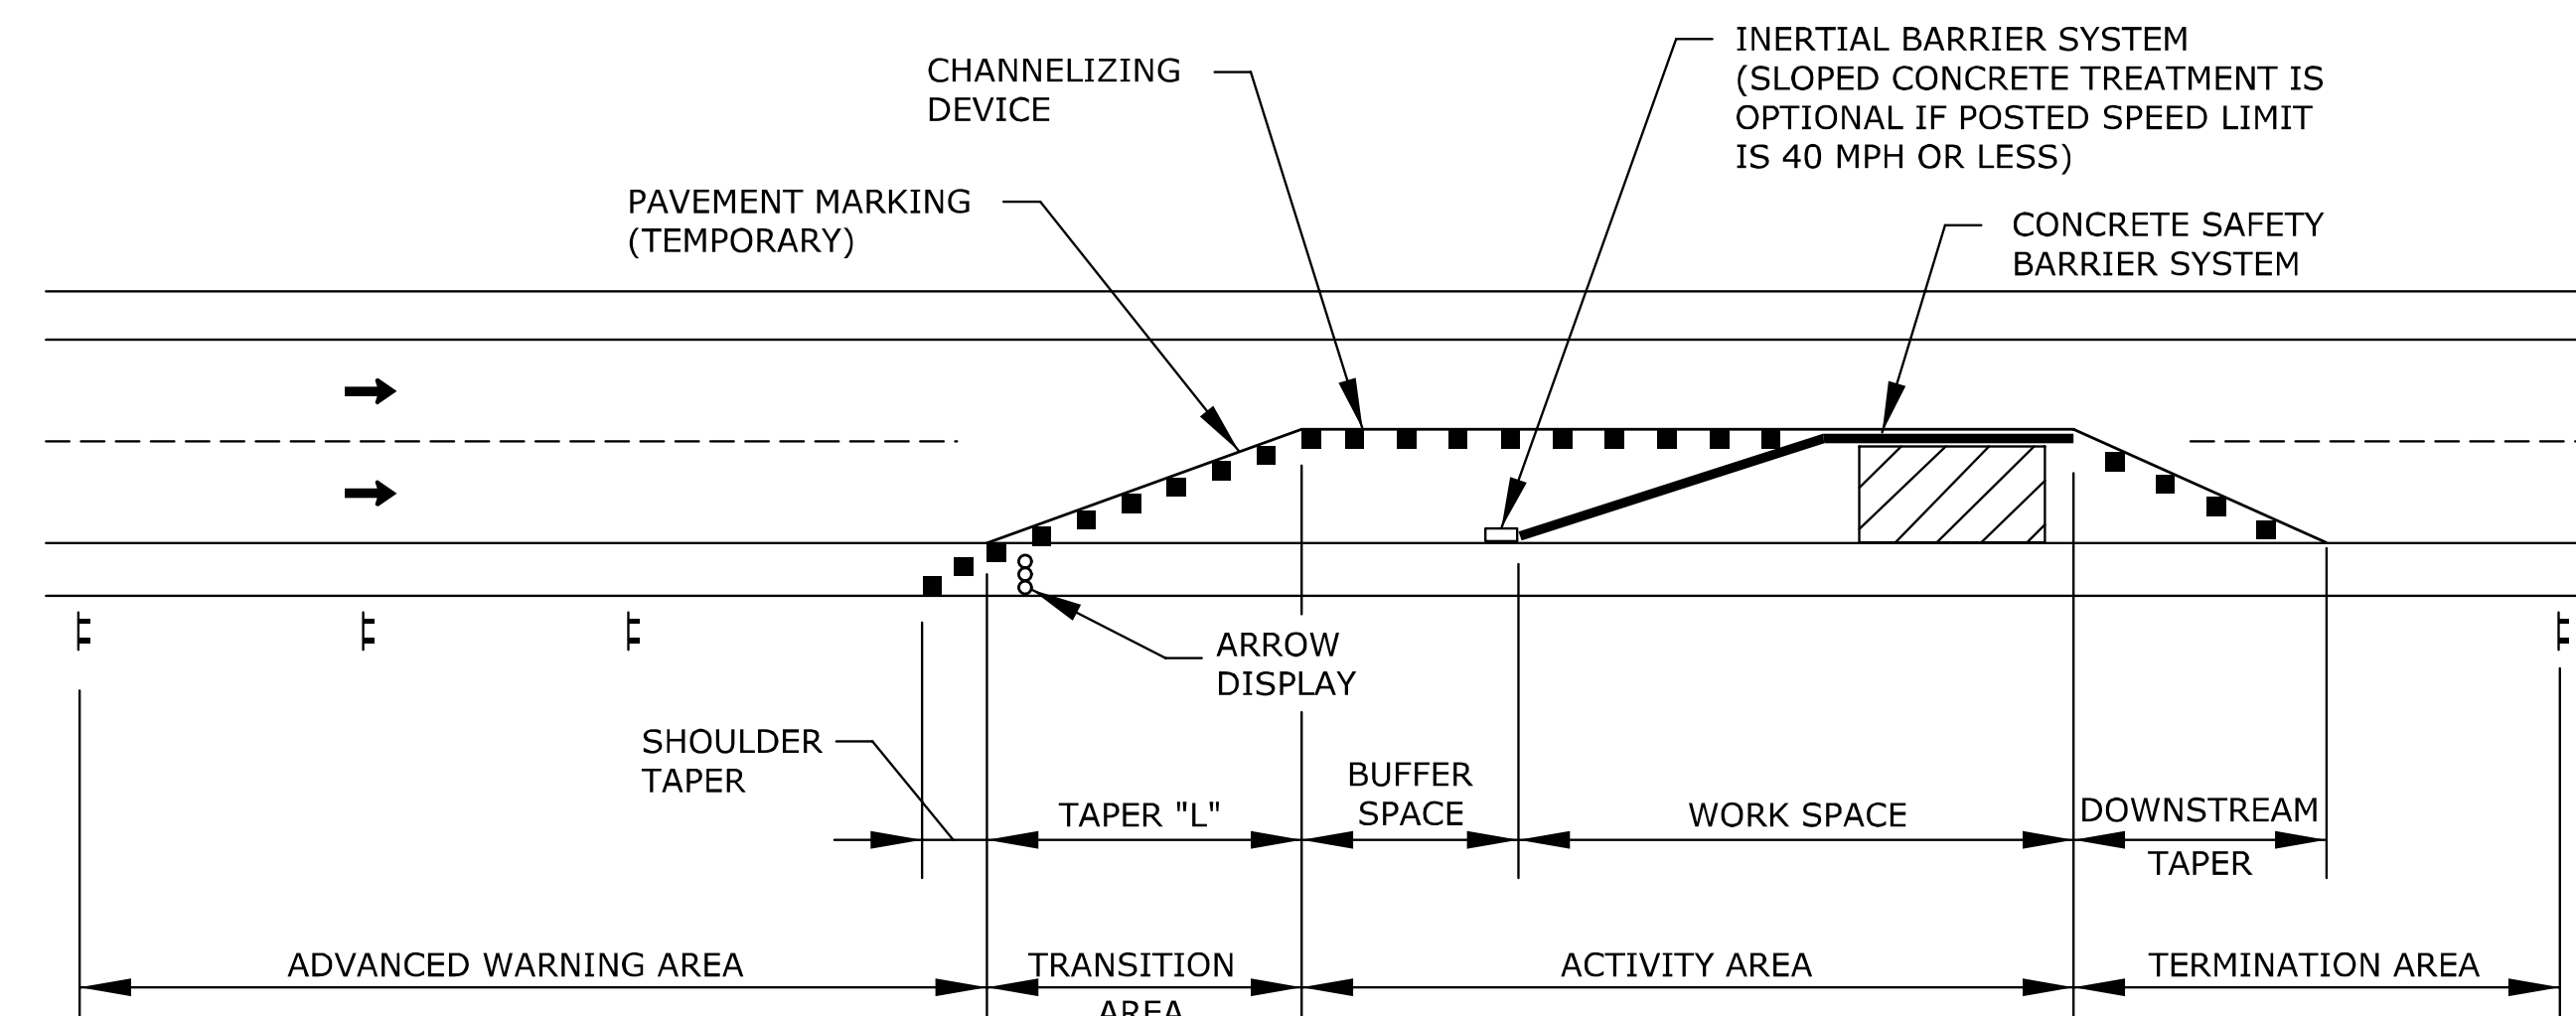 INERTIAL BARRIER SYSTEM
(SLOPED CONCRETE TREATMENT IS
OPTIONAL IF POSTED SPEED LIMIT
IS 40 MPH OR LESS)
CHANNELIZING
DEVICE
PAVEMENT MARKING
(TEMPORARY)
CONCRETE SAFETY
BARRIER SYSTEM
ARROW
DISPLAY
SHOULDER
TAPER
TAPER "L"
BUFFER
SPACE
WORK SPACE
DOWNSTREAM
TAPER
ADVANCED WARNING AREA
TRANSITION
AREA
ACTIVITY AREA
TERMINATION AREA